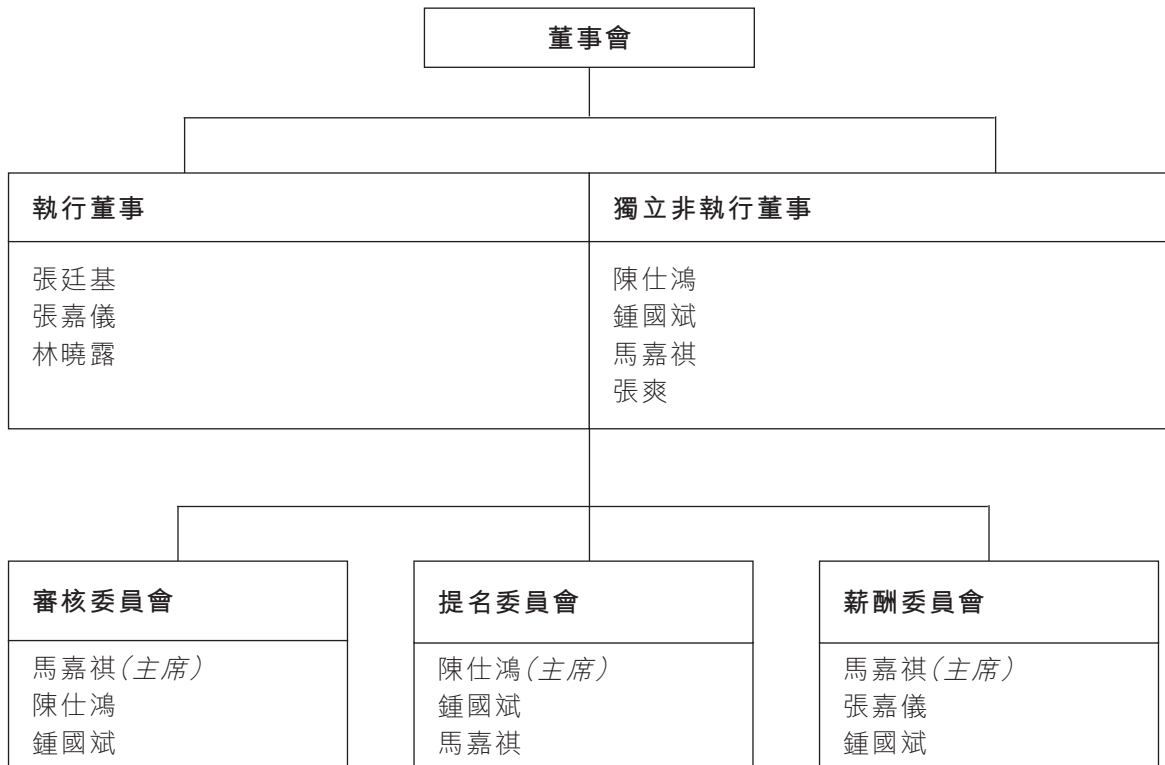 董事會
執行董事
張廷基
張嘉儀
林曉露
獨立非執行董事
陳仕鴻
鍾國斌
馬嘉祺
張爽
審核委員會
馬嘉祺(主席)
陳仕鴻
鍾國斌
提名委員會
陳仕鴻(主席)
鍾國斌
馬嘉祺
薪酬委員會
馬嘉祺(主席)
張嘉儀
鍾國斌